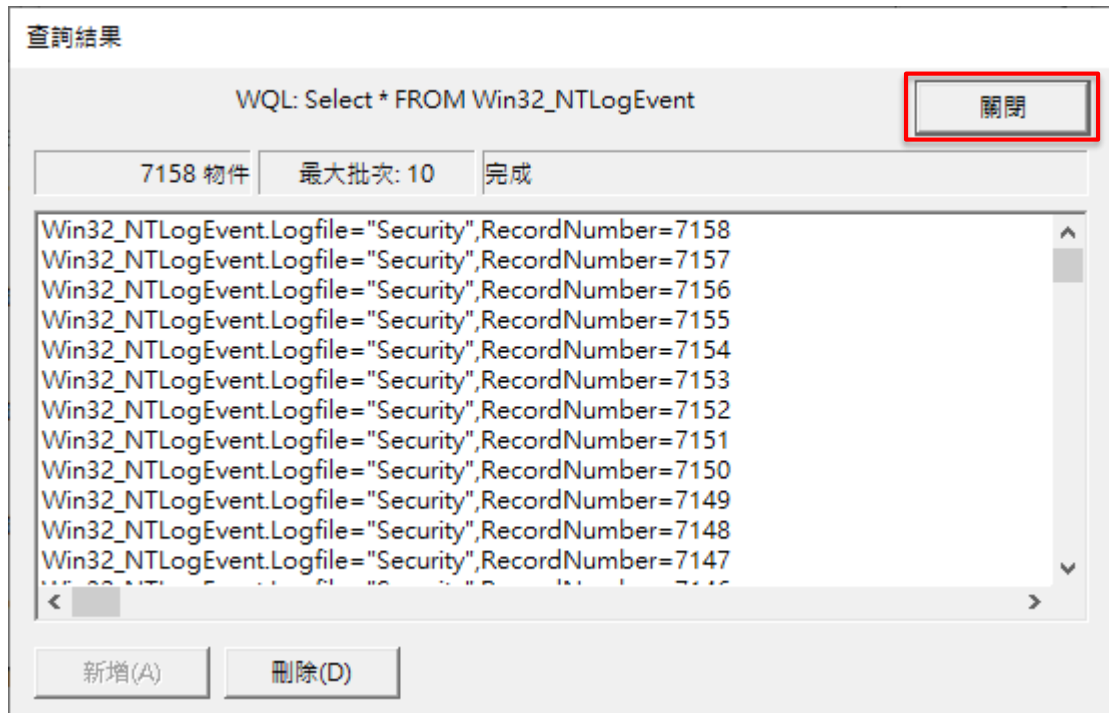 查詢結果
WQL: Select * FROM Win32_NTLogEvent
關閉
7158 物件
最大批次: 10
完成
Win32_NTLogEvent.Logfile="Security",RecordNumber=7158
Win32_NTLogEvent.Logfile="Security",RecordNumber=7157
Win32_NTLogEvent.Logfile="Security",RecordNumber=7156
Win32_NTLogEvent.Logfile="Security",RecordNumber=7155
Win32_NTLogEvent.Logfile="Security",RecordNumber=7154
Win32_NTLogEvent.Logfile="Security",RecordNumber=7153
Win32_NTLogEvent.Logfile="Security",RecordNumber=7152
Win32_NTLogEvent.Logfile="Security",RecordNumber=7151
Win32_NTLogEvent.Logfile="Security",RecordNumber=7150
Win32_NTLogEvent.Logfile="Security",RecordNumber=7149
Win32_NTLogEvent.Logfile="Security",RecordNumber=7148
Win32_NTLogEvent.Logfile="Security",RecordNumber=7147
新增(A)
刪除(D)